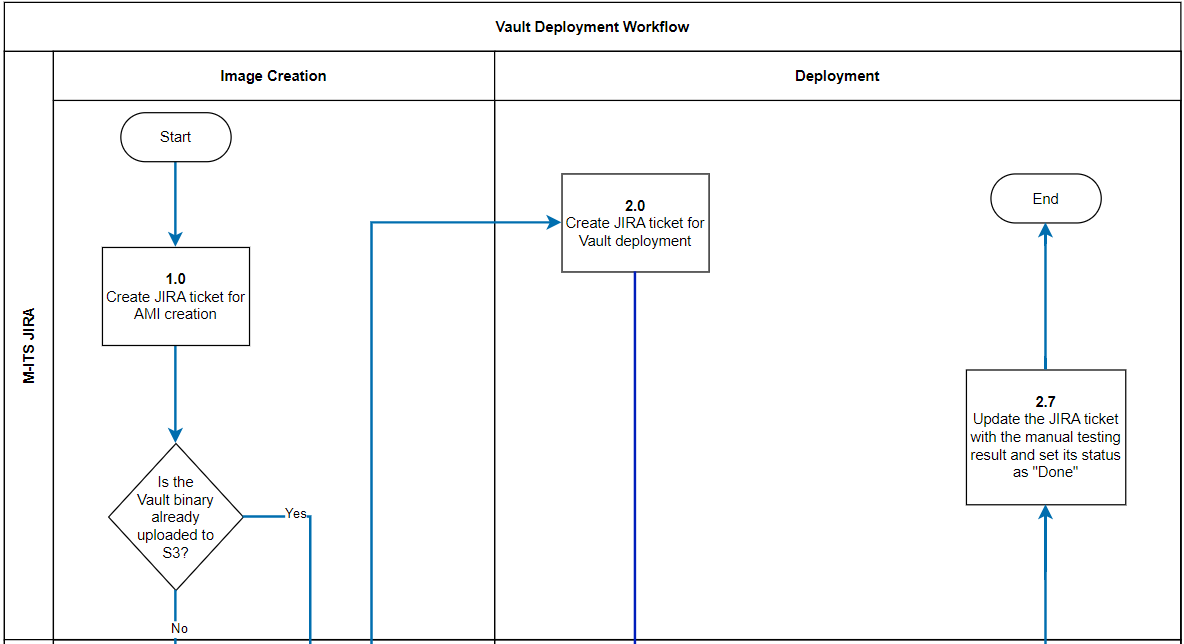 Vault Deployment Workflow
Image Creation
Deployment
M-ITS JIRA
Start
1.0
Create JIRA ticket for
AMI creation
Is the
Vault binary
already
uploaded to
S3?
Yes
No
2.0
Create JIRA ticket for
Vault deployment
End
2.7
Update the JIRA ticket
with the manual testing
result and set its status
as "Done"